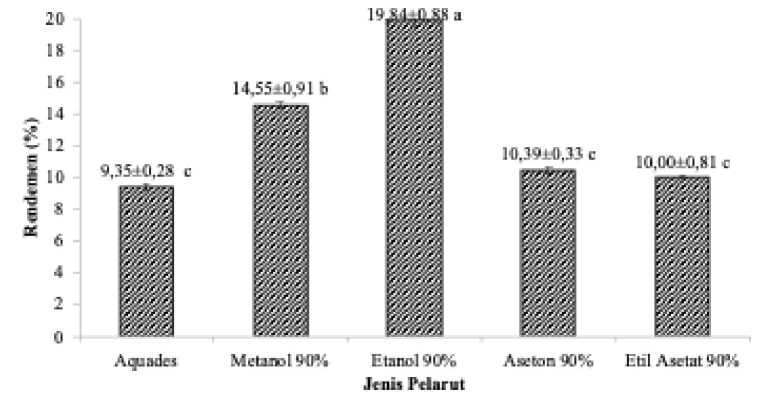 20
18
16
14
12
10
8
6
4
2
0
Rendemen (%)
9,35±0,28 c
14,55±0,91 b
19,84±0,88 a
10,39±0,33 c
10,00±0,81 c
Aquades
Metanol 90%
Etanol 90%
Aseton 90%
Etil Asetat 90%
Jenis Pelarut